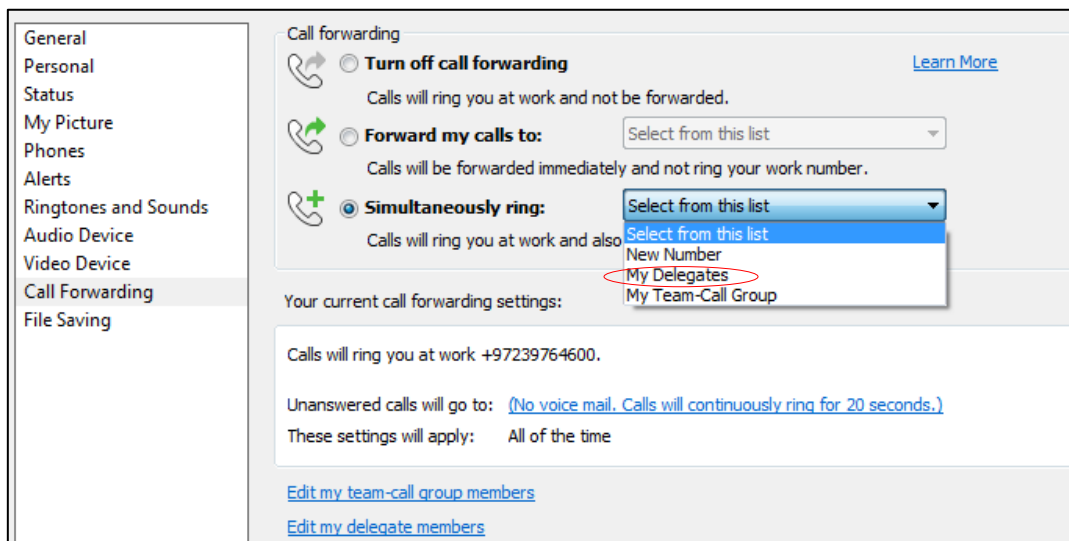 General
Personal
Status
My Picture
Phones
Alerts
Ringtones and Sounds
Audio Device
Video Device
Call Forwarding
File Saving
Call forwarding
Turn off call forwarding
Learn More
Calls will ring you at work and not be forwarded.
Forward my calls to:
Select from this list
Calls will be forwarded immediately and not ring your work number.
Simultaneously ring:
Select from this list
Calls will ring you at work and also
Select from this list
New Number
My Delegates
My Team-Call Group
Your current call forwarding settings:
Calls will ring you at work +97239764600.
Unanswered calls will go to: (No voice mail. Calls will continuously ring for 20 seconds.)
These settings will apply: All of the time
Edit my team-call group members
Edit my delegate members